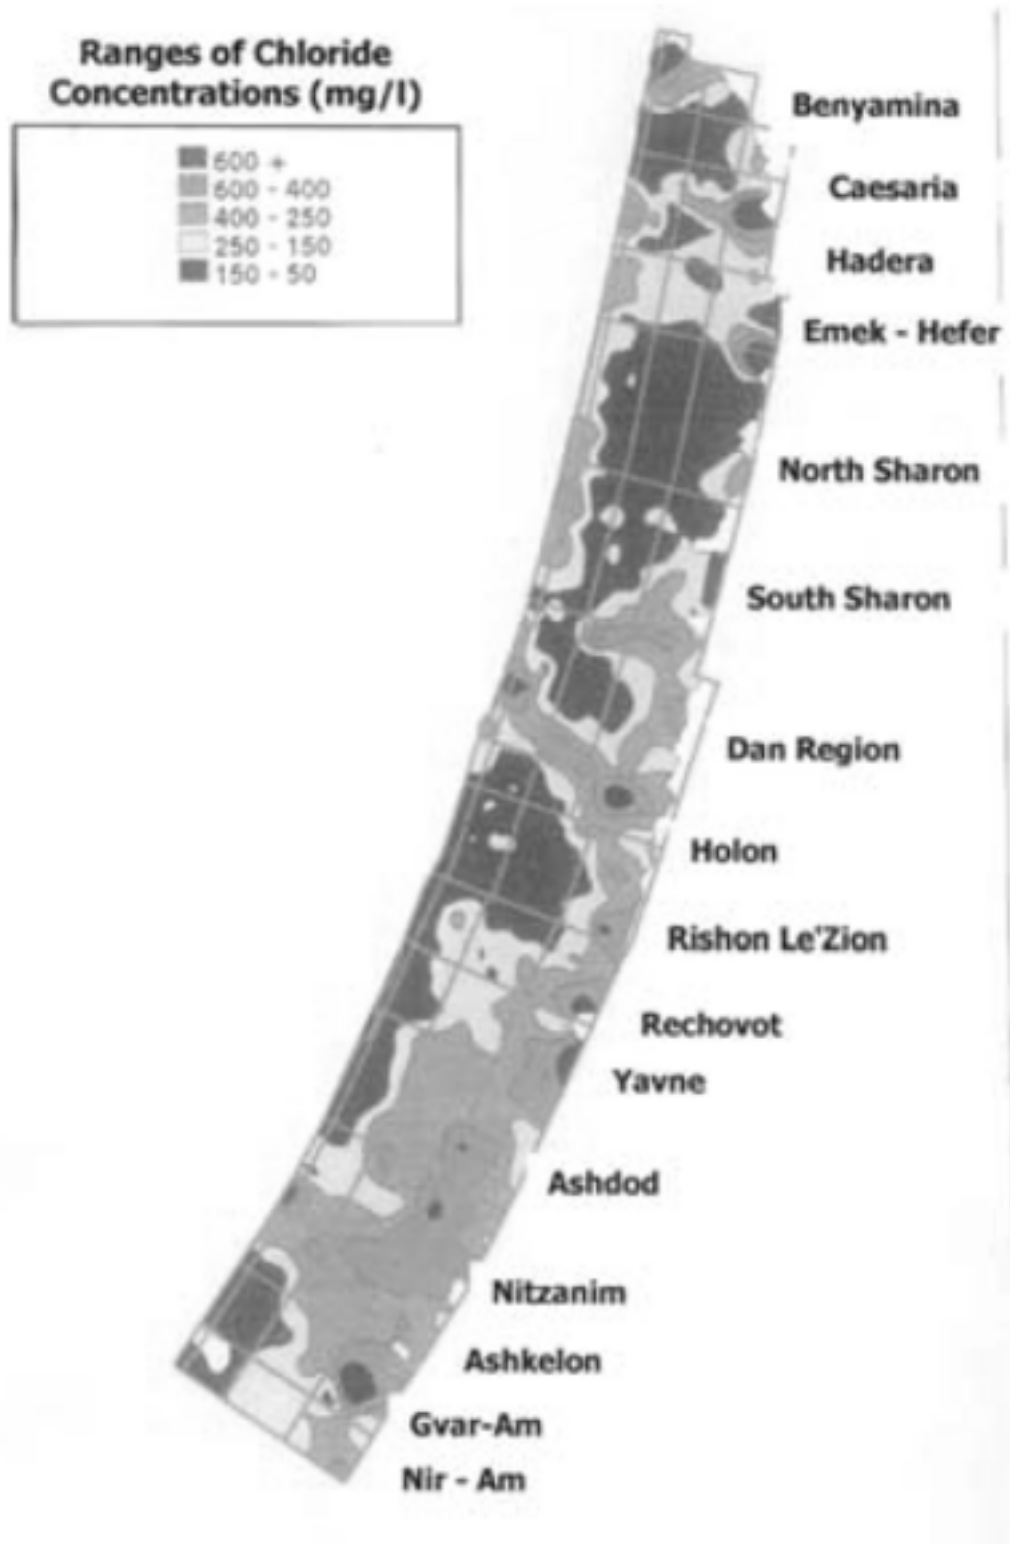 Ranges of Chloride
Concentrations (mg/l)
600 +
600 - 400
400 - 250
250 - 150
150 - 50
Benyamina
Caesaria
Hadera
Emek - Hefer
North Sharon
South Sharon
Dan Region
Holon
Rishon Le'Zion
Rechovot
Yavne
Ashdod
Nitzanim
Ashkelon
Gvar-Am
Nir - Am